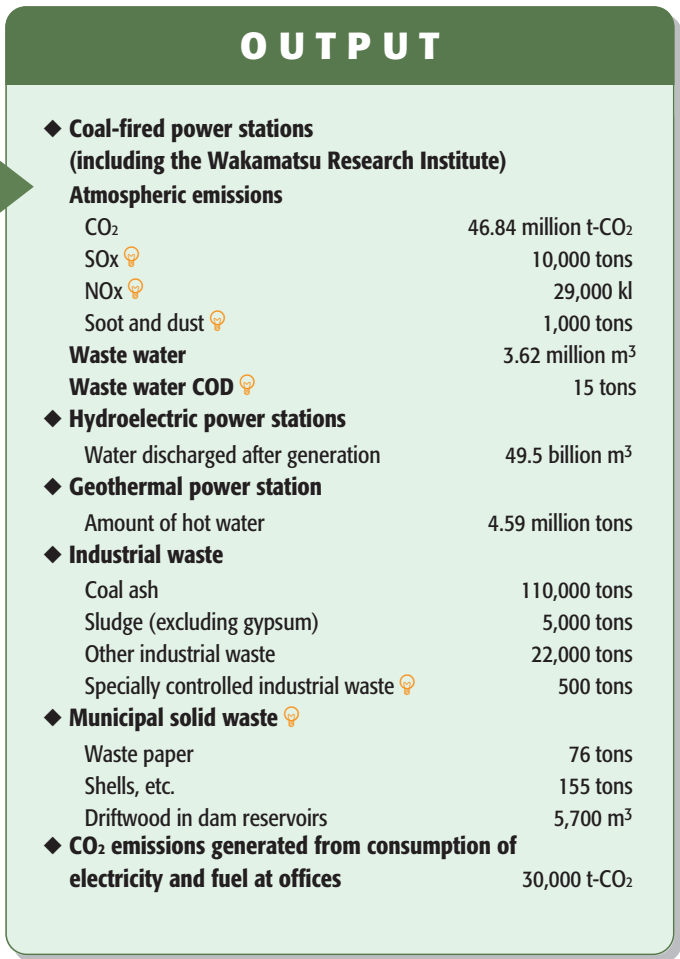 OUTPUT
◆ Coal-fired power stations
(including the Wakamatsu Research Institute)
Atmospheric emissions
CO₂ 46.84 million t-CO₂
SOx 10,000 tons
NOx 29,000 kl
Soot and dust 1,000 tons
Waste water 3.62 million m³
Waste water COD 15 tons
◆ Hydroelectric power stations
Water discharged after generation 49.5 billion m³
◆ Geothermal power station
Amount of hot water 4.59 million tons
◆ Industrial waste
Coal ash 110,000 tons
Sludge (excluding gypsum) 5,000 tons
Other industrial waste 22,000 tons
Specially controlled industrial waste 500 tons
◆ Municipal solid waste
Waste paper 76 tons
Shells, etc. 155 tons
Driftwood in dam reservoirs 5,700 m³
◆ CO₂ emissions generated from consumption of
electricity and fuel at offices 30,000 t-CO₂